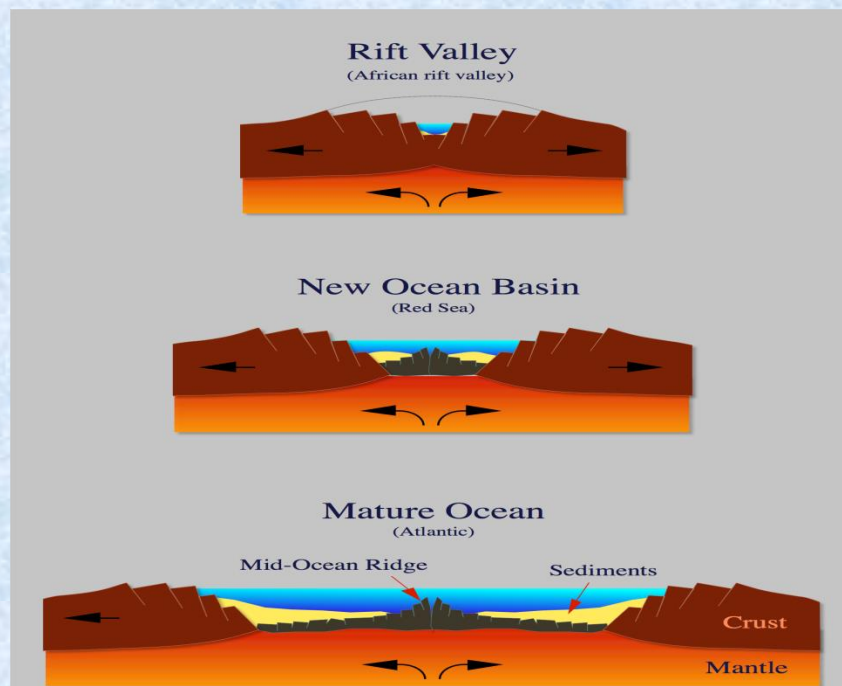 Rift Valley
(African rift valley)
New Ocean Basin
(Red Sea)
Mature Ocean
(Atlantic)
Mid-Ocean Ridge
Sediments
Crust
Mantle